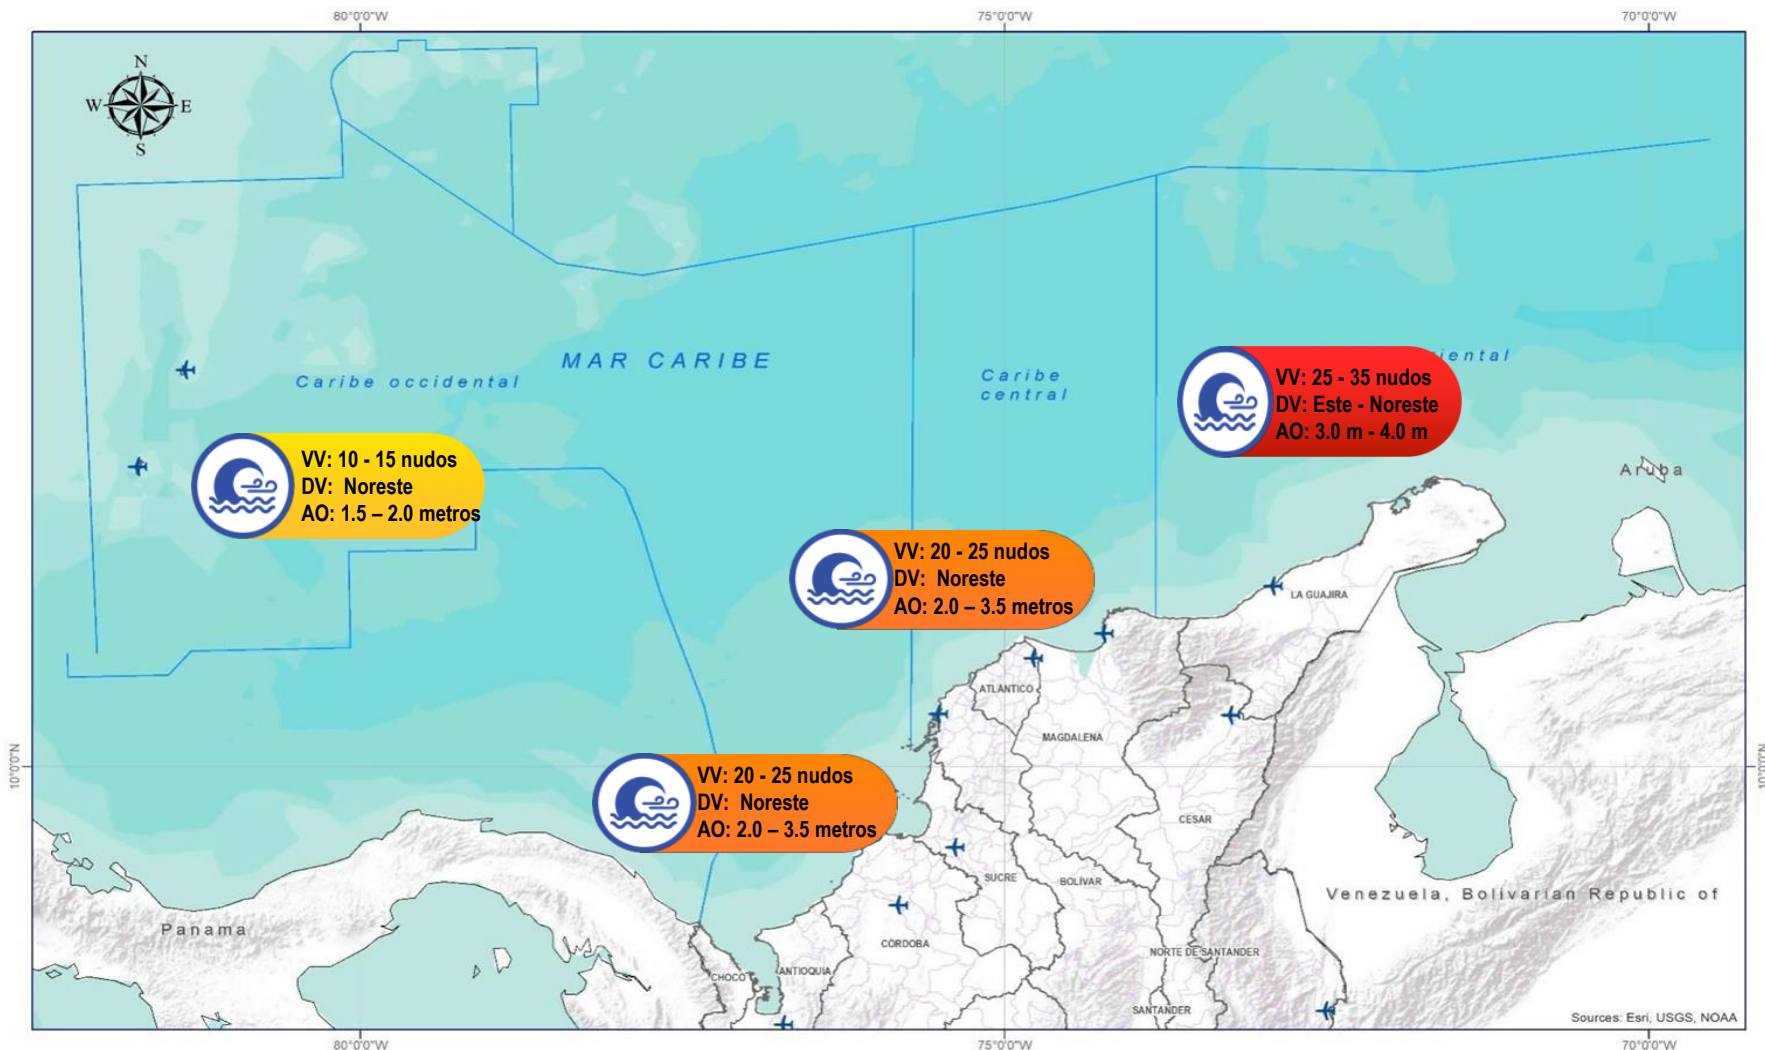 80°0'0"W
75°0'0"W
70°0'0"W
N
W
E
S
MAR CARIBE
Caribe occidental
Caribe
central
iental
VV: 25 - 35 nudos
DV: Este - Noreste
AO: 3.0 m - 4.0 m
VV: 10 - 15 nudos
DV: Noreste
AO: 1.5 – 2.0 metros
Aruba
VV: 20 - 25 nudos
DV: Noreste
AO: 2.0 – 3.5 metros
LA GUAJIRA
ATLANTICO
MAGDALENA
10°0'0"N
10°0'0"N
VV: 20 - 25 nudos
DV: Noreste
AO: 2.0 – 3.5 metros
CESAR
SUCRE
BOLÍVAR
Venezuela, Bolivarian Republic of
Panama
CÓRDOBA
NORTE DE SANTANDER
CHOCO
ANTIOQUIA
SANTANDER
Sources: Esri, USGS, NOAA
80°0'0"W
75°0'0"W
70°0'0"W